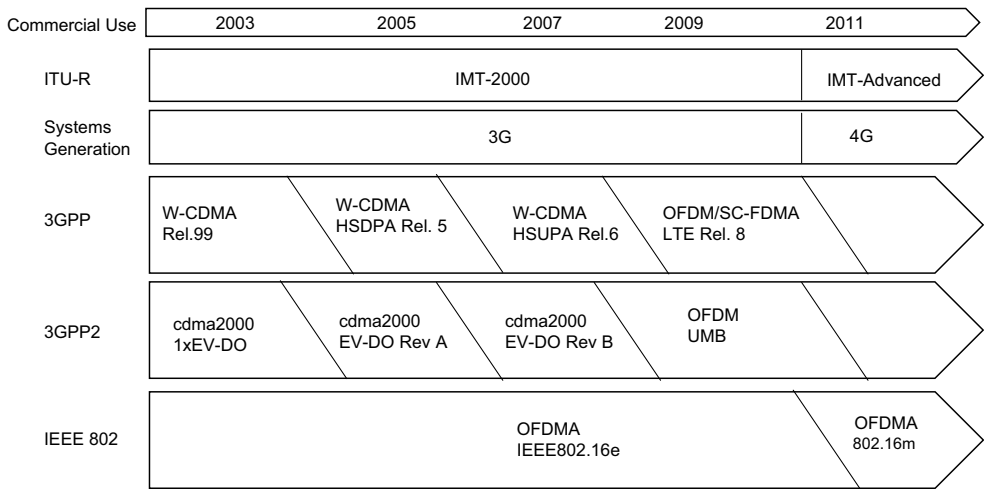 Commercial Use 2003 2005 2007 2009 2011
ITU-R IMT-2000 IMT-Advanced
Systems
Generation
3G 4G
3GPP
W-CDMA
Rel.99
W-CDMA
HSDPA Rel. 5
W-CDMA
HSUPA Rel.6
OFDM/SC-FDMA
LTE Rel. 8
3GPP2
cdma2000
1xEV-DO
cdma2000
EV-DO Rev A
cdma2000
EV-DO Rev B
OFDM
UMB
IEEE 802
OFDMA
IEEE802.16e
OFDMA
802.16m